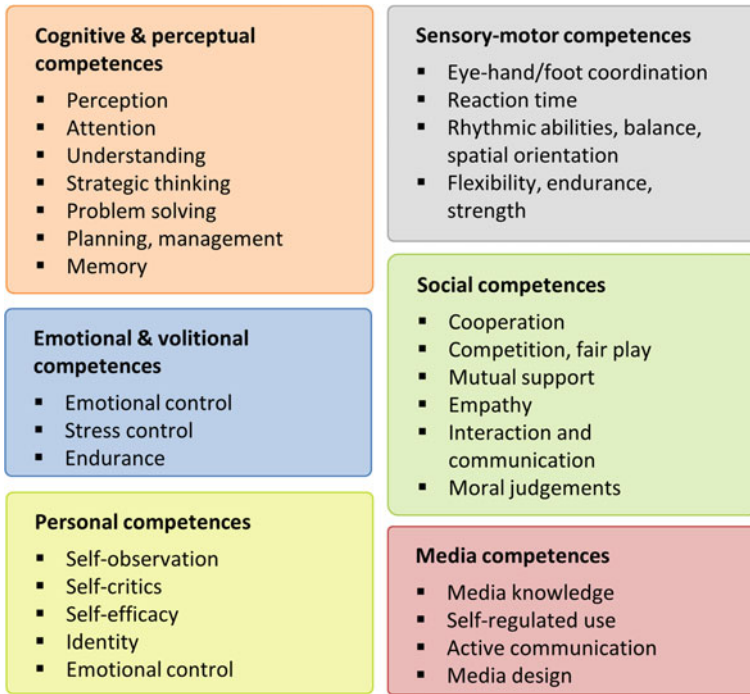 Cognitive & perceptual
competences
▪ Perception
▪ Attention
▪ Understanding
▪ Strategic thinking
▪ Problem solving
▪ Planning, management
▪ Memory
Emotional & volitional
competences
▪ Emotional control
▪ Stress control
▪ Endurance
Personal competences
▪ Self-observation
▪ Self-critics
▪ Self-efficacy
▪ Identity
▪ Emotional control
Sensory-motor competences
▪ Eye-hand/foot coordination
▪ Reaction time
▪ Rhythmic abilities, balance,
spatial orientation
▪ Flexibility, endurance,
strength
Social competences
▪ Cooperation
▪ Competition, fair play
▪ Mutual support
▪ Empathy
▪ Interaction and
communication
▪ Moral judgements
Media competences
▪ Media knowledge
▪ Self-regulated use
▪ Active communication
▪ Media design